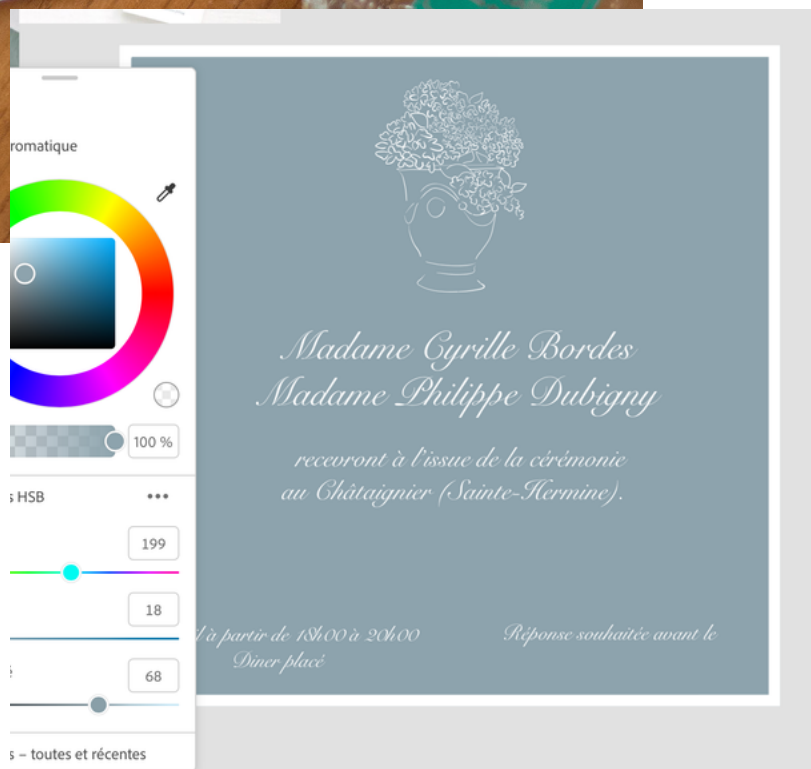 romatique
100 %
s HSB
199
18
68
s – toutes et récentes
Madame Cyrille Bordes
Madame Philippe Dubigny
recevront à l'issue de la cérémonie
au Châtaignier (Sainte-Hermine).
à partir de 18h00 à 20h00
Diner placé
Réponse souhaitée avant le